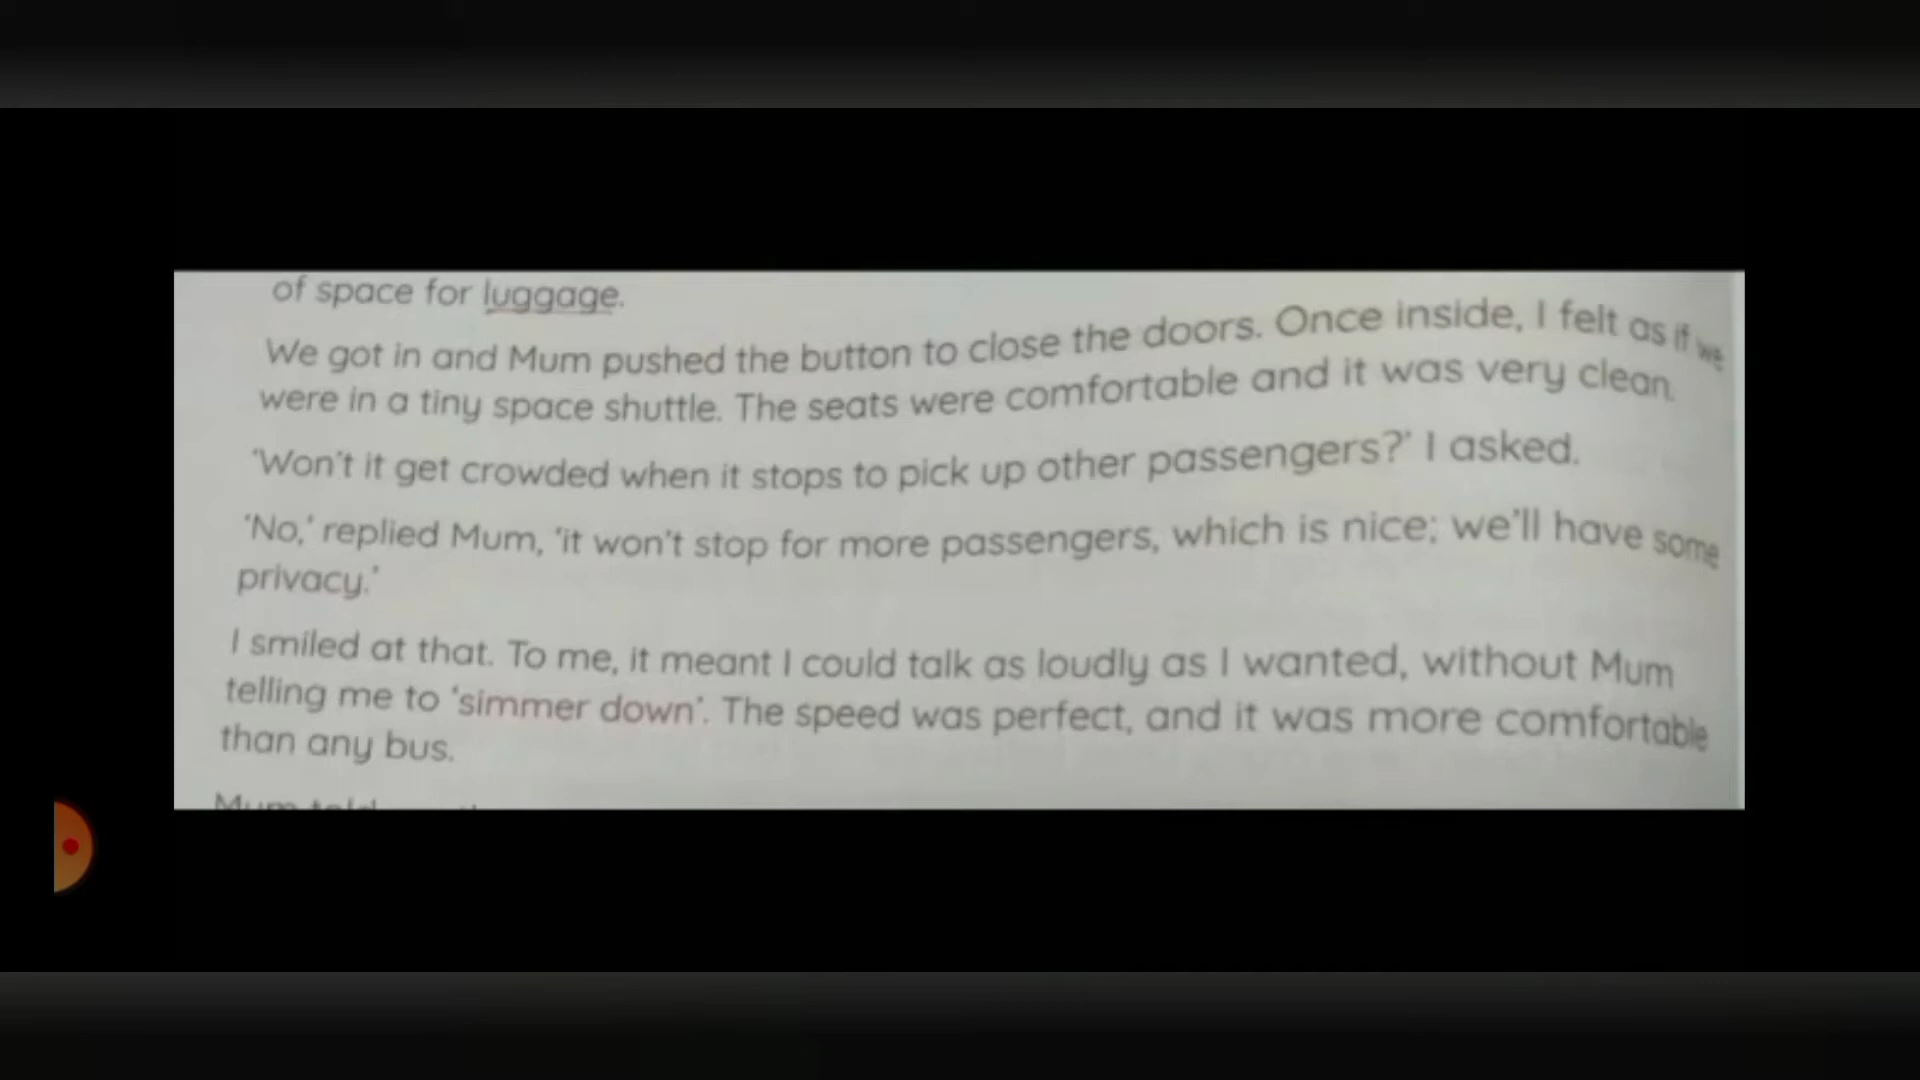 of space for luggage.
We got in and Mum pushed the button to close the doors. Once inside, I felt as if we
were in a tiny space shuttle. The seats were comfortable and it was very clean.
'Won't it get crowded when it stops to pick up other passengers?' I asked.
'No,' replied Mum, 'it won't stop for more passengers, which is nice; we'll have some
privacy.'
I smiled at that. To me, it meant I could talk as loudly as I wanted, without Mum
telling me to 'simmer down'. The speed was perfect, and it was more comfortable
than any bus.
Mum told